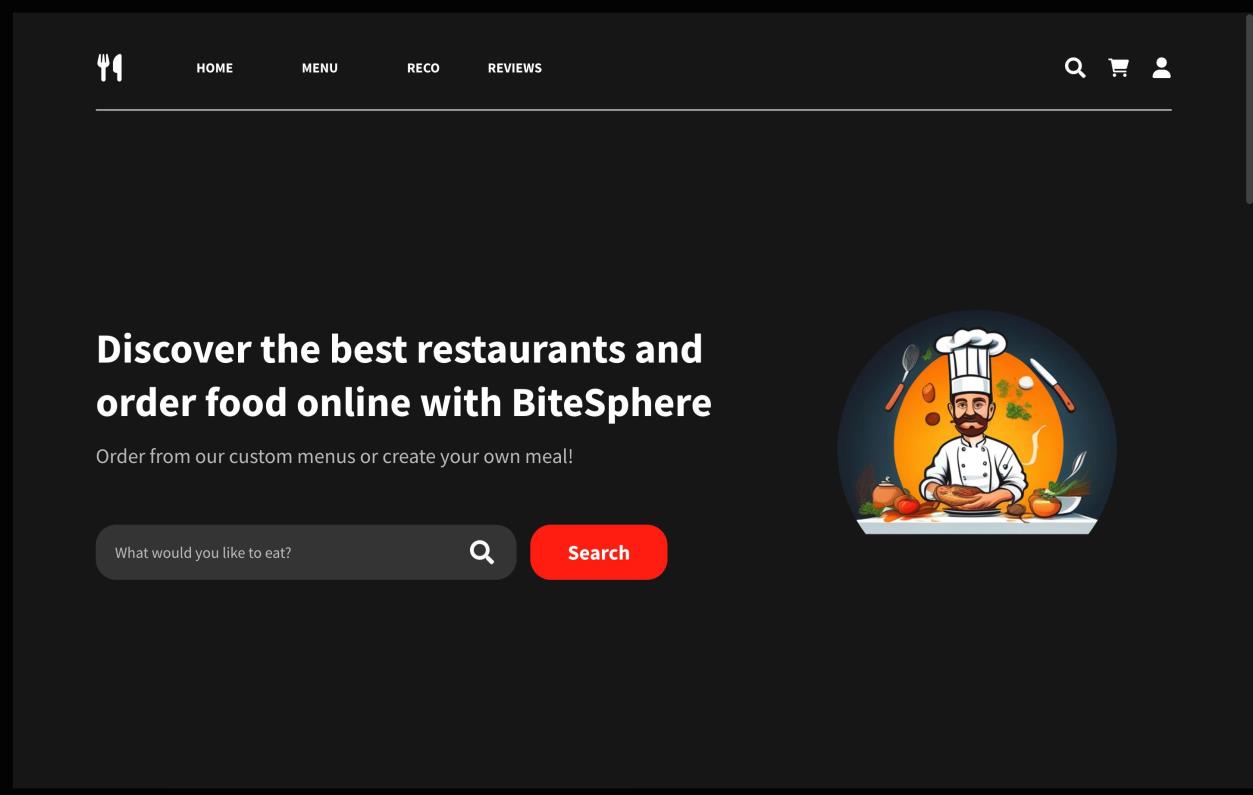 HOME MENU RECO REVIEWS
Discover the best restaurants and
order food online with BiteSphere
Order from our custom menus or create your own meal!
What would you like to eat? Search